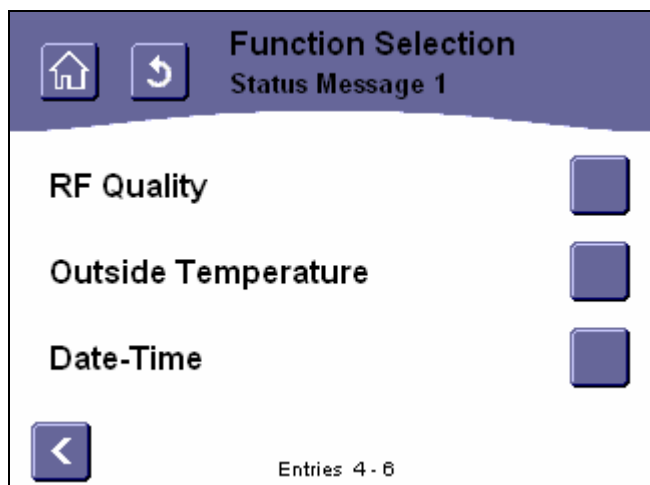 Function Selection
Status Message 1
RF Quality
Outside Temperature
Date-Time
Entries 4 - 6